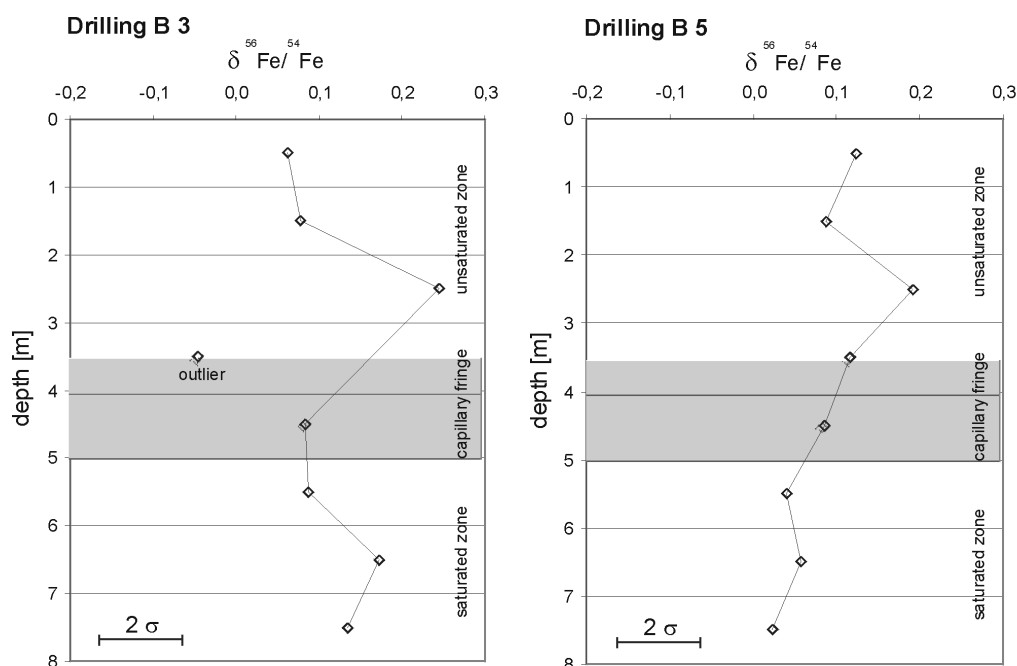 Drilling B 3
δ 56Fe/ 54Fe
-0,2 -0,1 0,0 0,1 0,2 0,3
0
1
2
3
4
5
6
7
8
depth [m]
unsaturated zone
capillary fringe
saturated zone
outlier
2 σ
Drilling B 5
δ 56Fe/ 54Fe
-0,2 -0,1 0,0 0,1 0,2 0,3
0
1
2
3
4
5
6
7
8
depth [m]
unsaturated zone
capillary fringe
saturated zone
2 σ